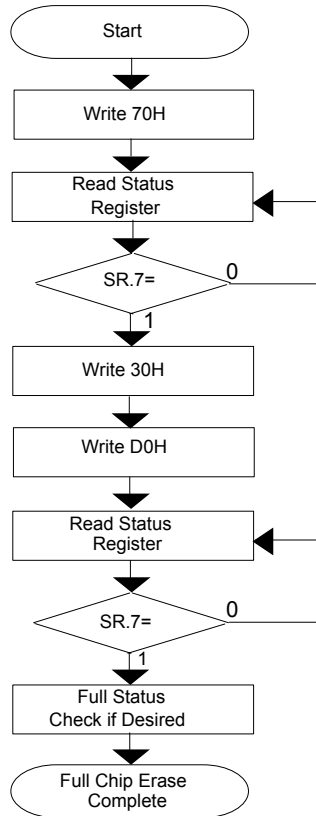 Start
Write 70H
Read Status
Register
SR.7=
0
1
Write 30H
Write D0H
Read Status
Register
SR.7=
0
1
Full Status
Check if Desired
Full Chip Erase
Complete